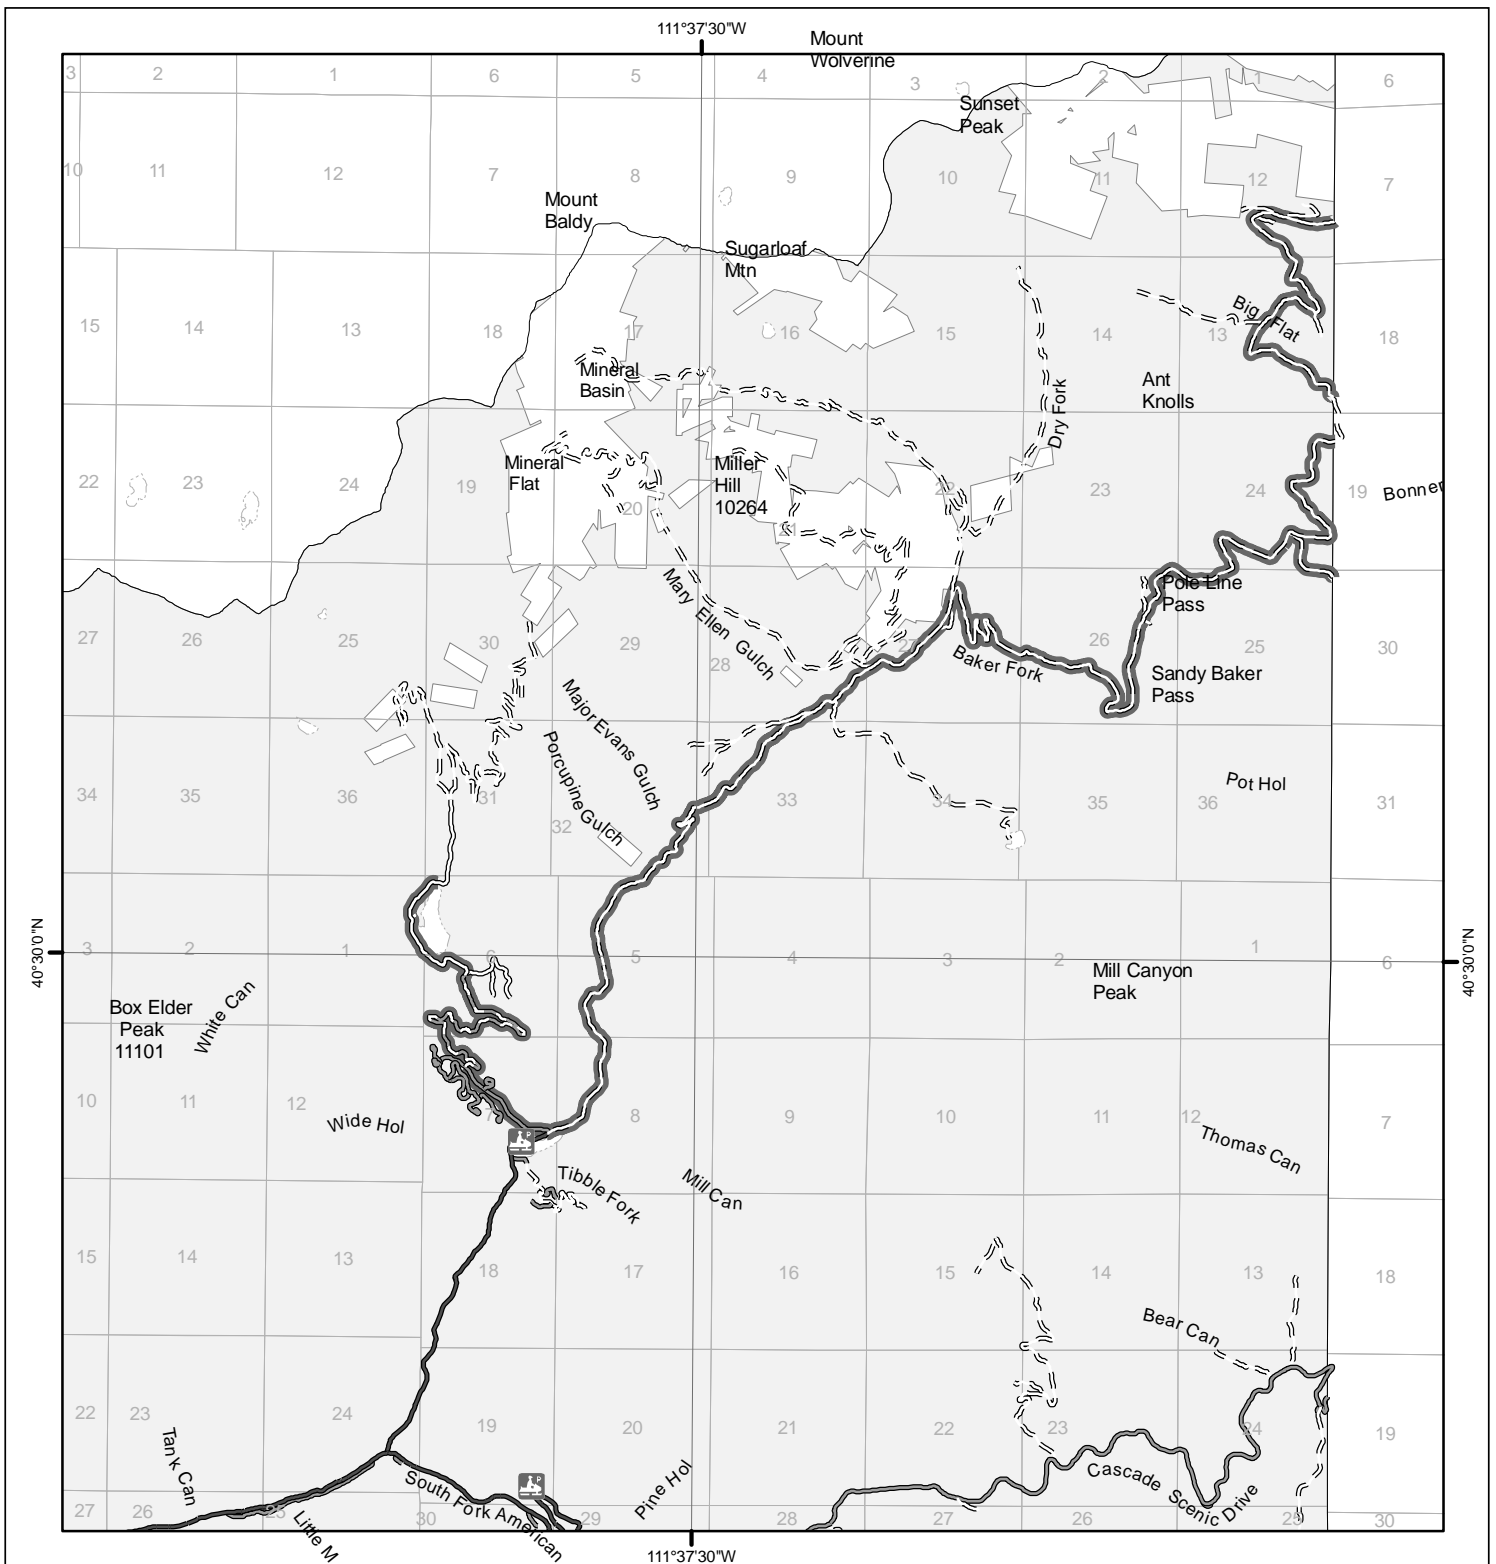 111°37'30"W
Mount
Wolverine
3 2 1 6 5 4 3 2 1 6
Sunset
Peak
10 11 12 7 8 9 10 11 12 7
Mount
Baldy
Sugarloaf
Mtn
15 14 13 18 17 16 15 14 13 18
Big Flat
Mineral
Basin
Ant
Knolls
Dry Fork
Mineral
Flat
Miller
Hill
10264
22 23 24 19 20 21 22 23 24 19
Bonner
Pole Line
Pass
27 26 25 30 29 28 27 26 25 30
Mary Ellen Gulch
Baker Fork
Sandy Baker
Pass
Major Evans Gulch
Porcupine Gulch
Pot Hol
34 35 36 31 32 33 34 35 36 31
40°30'0"N
3 2 1 6 5 4 3 2 1 6
40°30'0"N
Mill Canyon
Peak
Box Elder
Peak
11101
White Can
10 11 12 7 8 9 10 11 12 7
Wide Hol
Thomas Can
P
Tibble Fork
Mill Can
15 14 13 18 17 16 15 14 13 18
Bear Can
22 23 24 19 20 21 22 23 24 19
Tank Can
South Fork American
P
Pine Hol
Cascade Scenic Drive
27 26 25 30 29 28 27 26 25 30
Little M
111°37'30"W